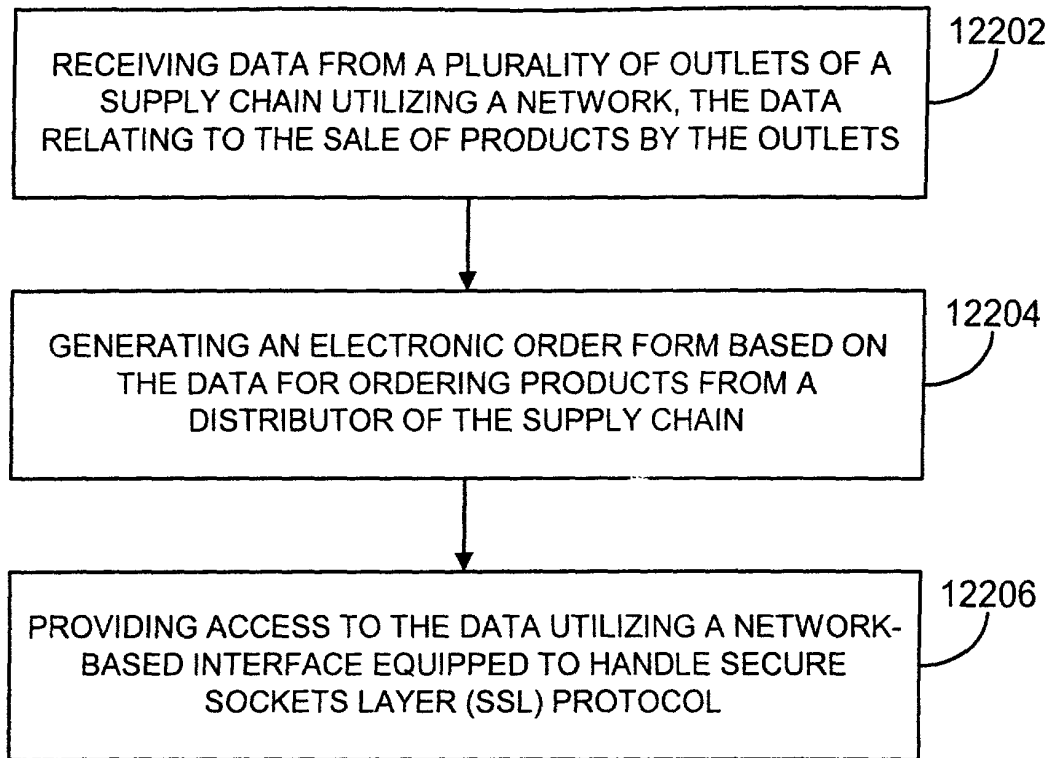 12202
RECEIVING DATA FROM A PLURALITY OF OUTLETS OF A
SUPPLY CHAIN UTILIZING A NETWORK, THE DATA
RELATING TO THE SALE OF PRODUCTS BY THE OUTLETS
12204
GENERATING AN ELECTRONIC ORDER FORM BASED ON
THE DATA FOR ORDERING PRODUCTS FROM A
DISTRIBUTOR OF THE SUPPLY CHAIN
12206
PROVIDING ACCESS TO THE DATA UTILIZING A NETWORK-
BASED INTERFACE EQUIPPED TO HANDLE SECURE
SOCKETS LAYER (SSL) PROTOCOL